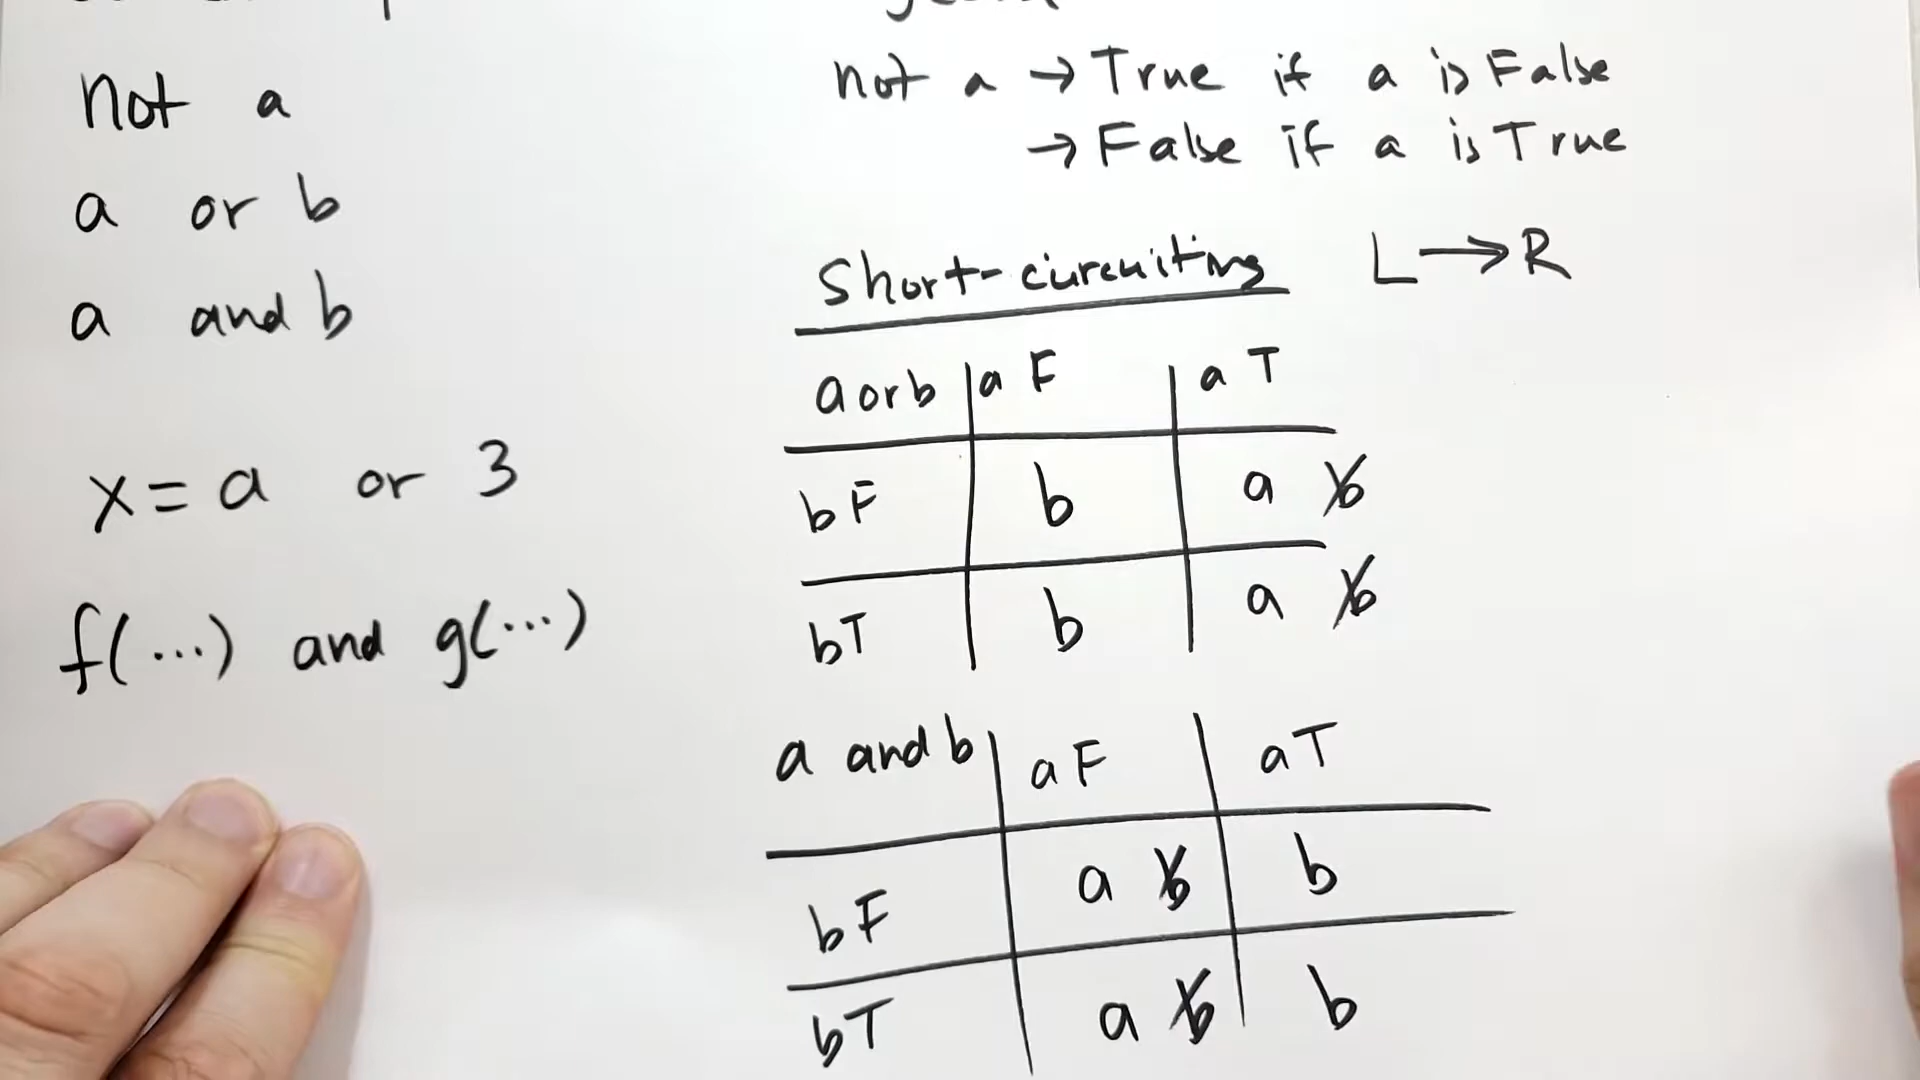 not a
a or b
a and b
x = a or 3
f(...) and g(...)
not a → True if a is False
→ False if a is True
Short-circuiting L → R
a or b | a F | a T
b F | b | a b
b T | b | a b
a and b | a F | a T
b F | a b | b
b T | a b | b